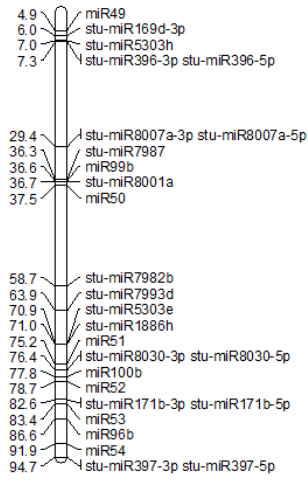 4.9 miR49
6.0 stu-miR169d-3p
7.0 stu-miR5303h
7.3 stu-miR396-3p stu-miR396-5p
29.4 stu-miR8007a-3p stu-miR8007a-5p
36.3 stu-miR7987
36.6 miR99b
36.7 stu-miR8001a
37.5 miR50
58.7 stu-miR7982b
63.9 stu-miR7993d
70.9 stu-miR5303e
71.0 stu-miR1886h
75.2 miR51
76.4 stu-miR8030-3p stu-miR8030-5p
77.8 miR100b
78.7 miR52
82.6 stu-miR171b-3p stu-miR171b-5p
83.4 miR53
86.6 miR96b
91.9 miR54
94.7 stu-miR397-3p stu-miR397-5p